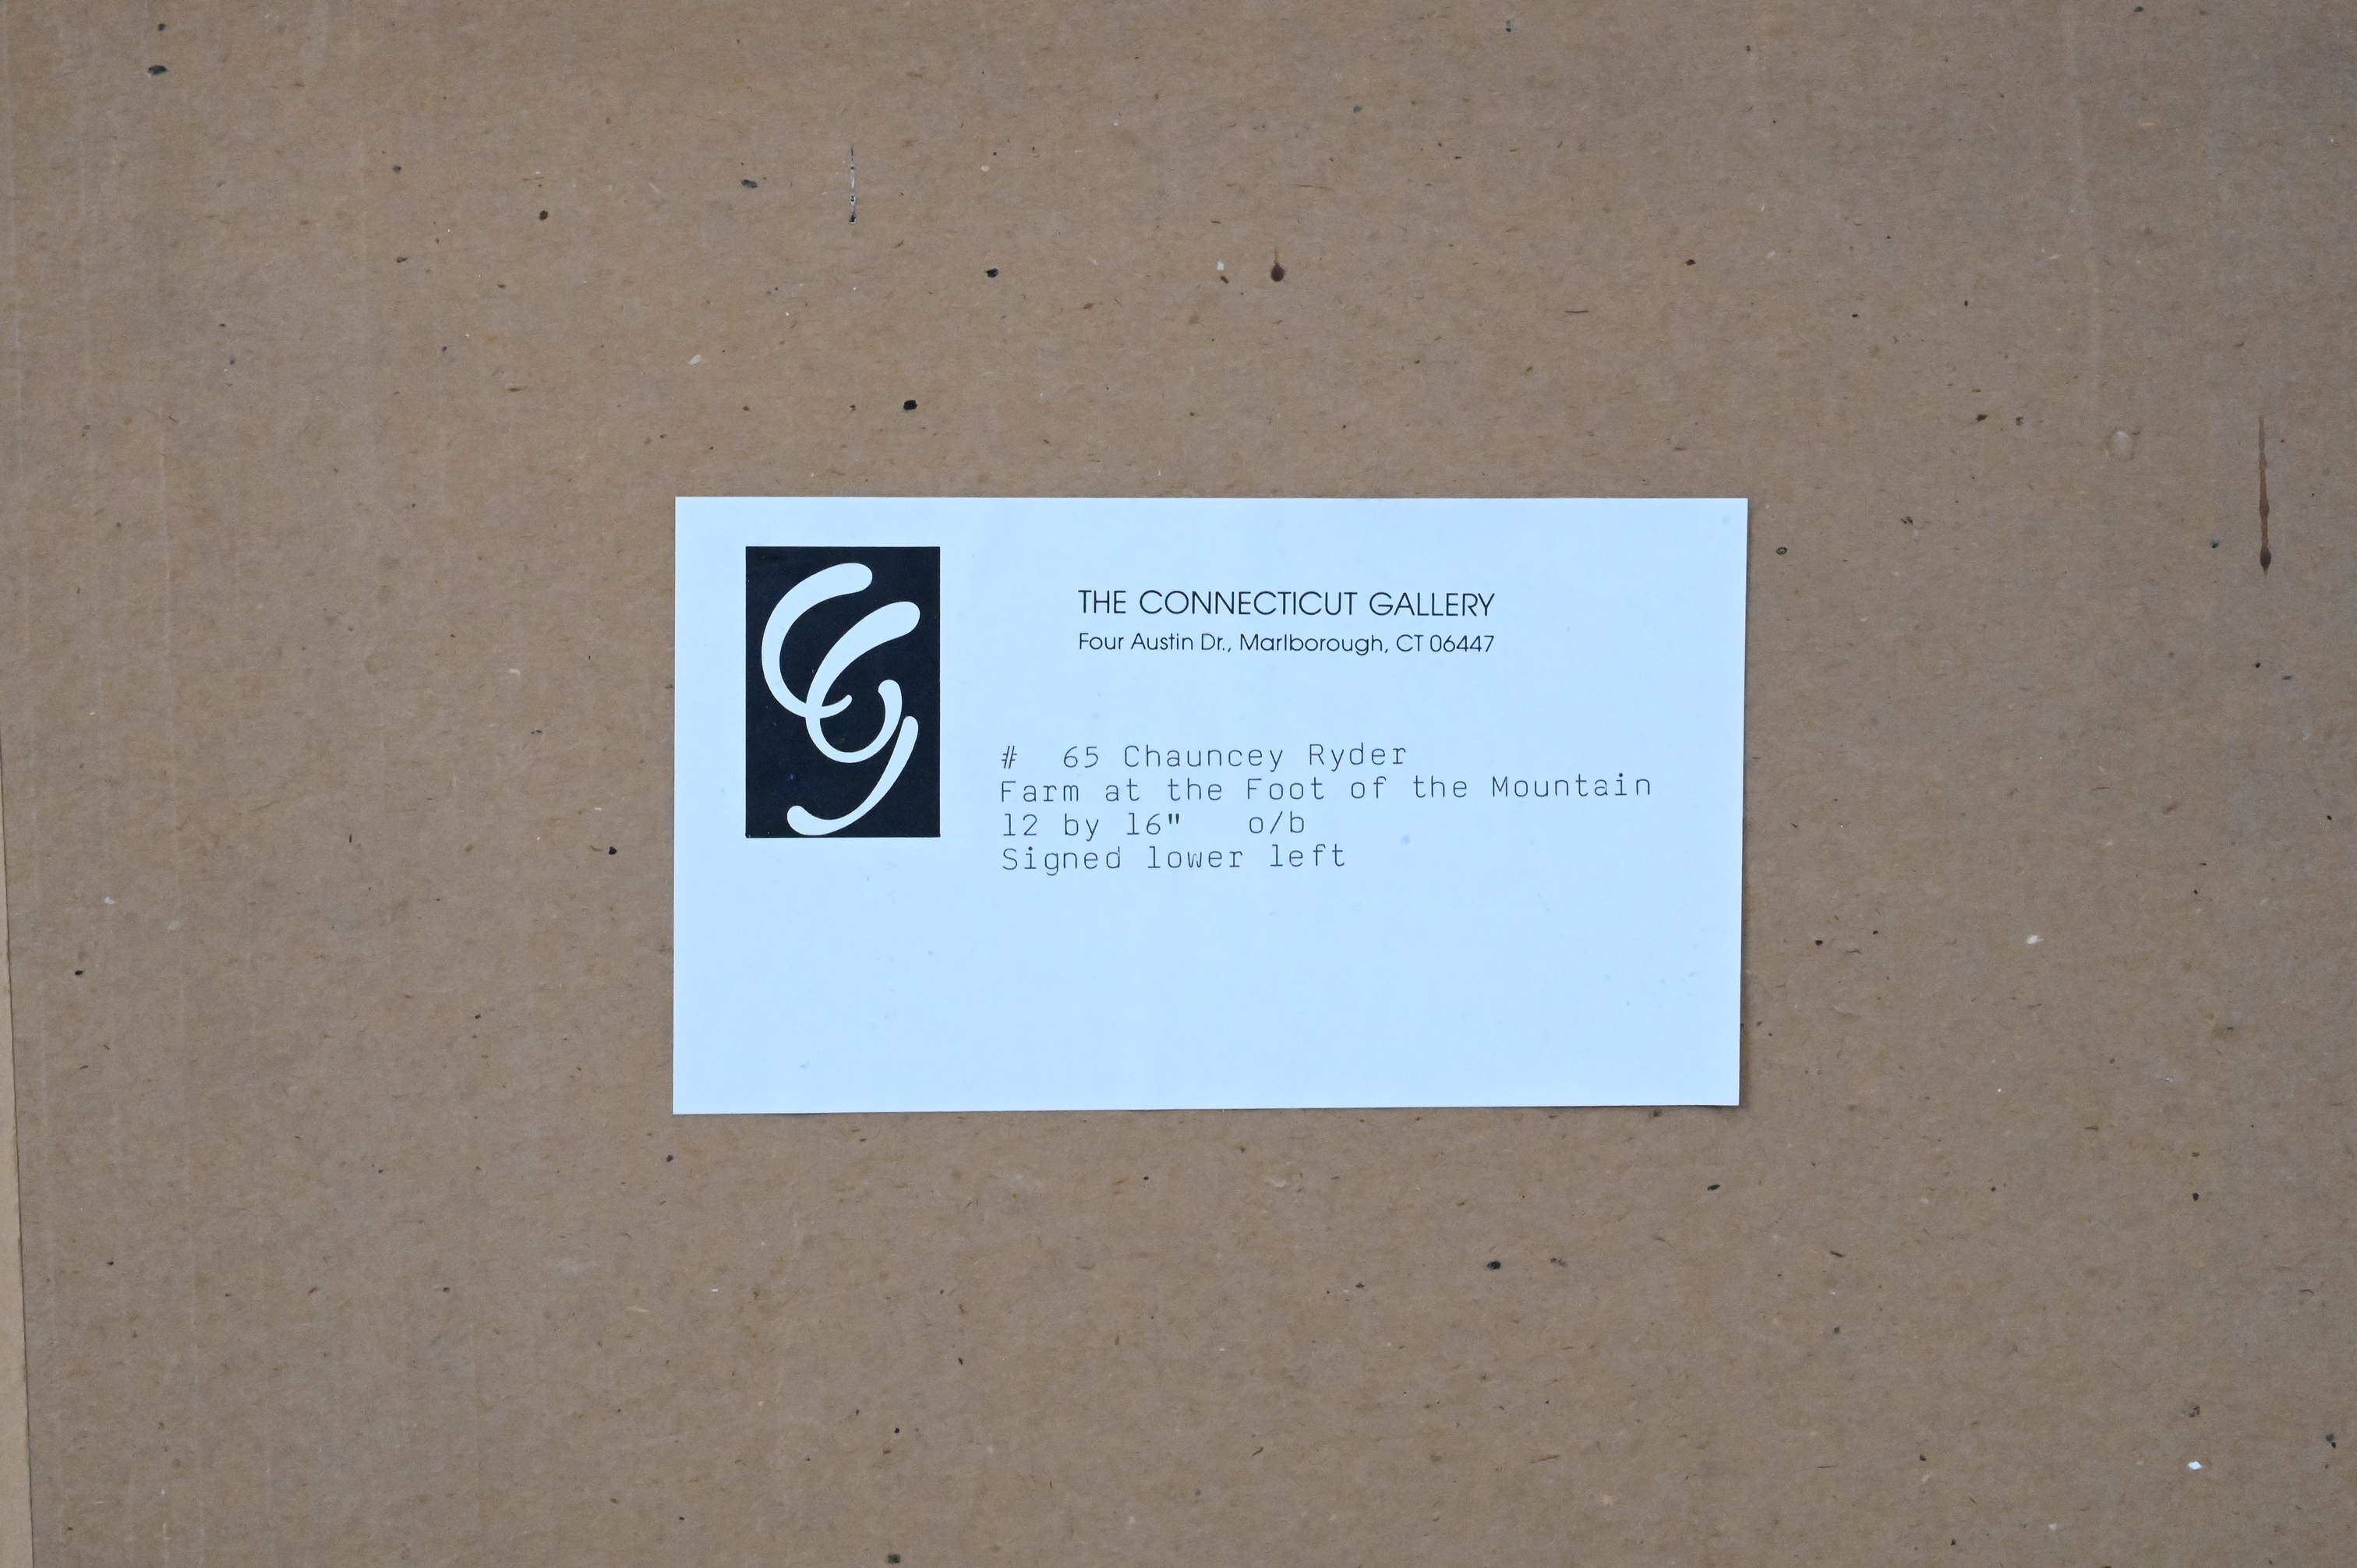 THE CONNECTICUT GALLERY
Four Austin Dr., Marlborough, CT 06447
# 65 Chauncey Ryder
Farm at the Foot of the Mountain
12 by 16" o/b
Signed lower left